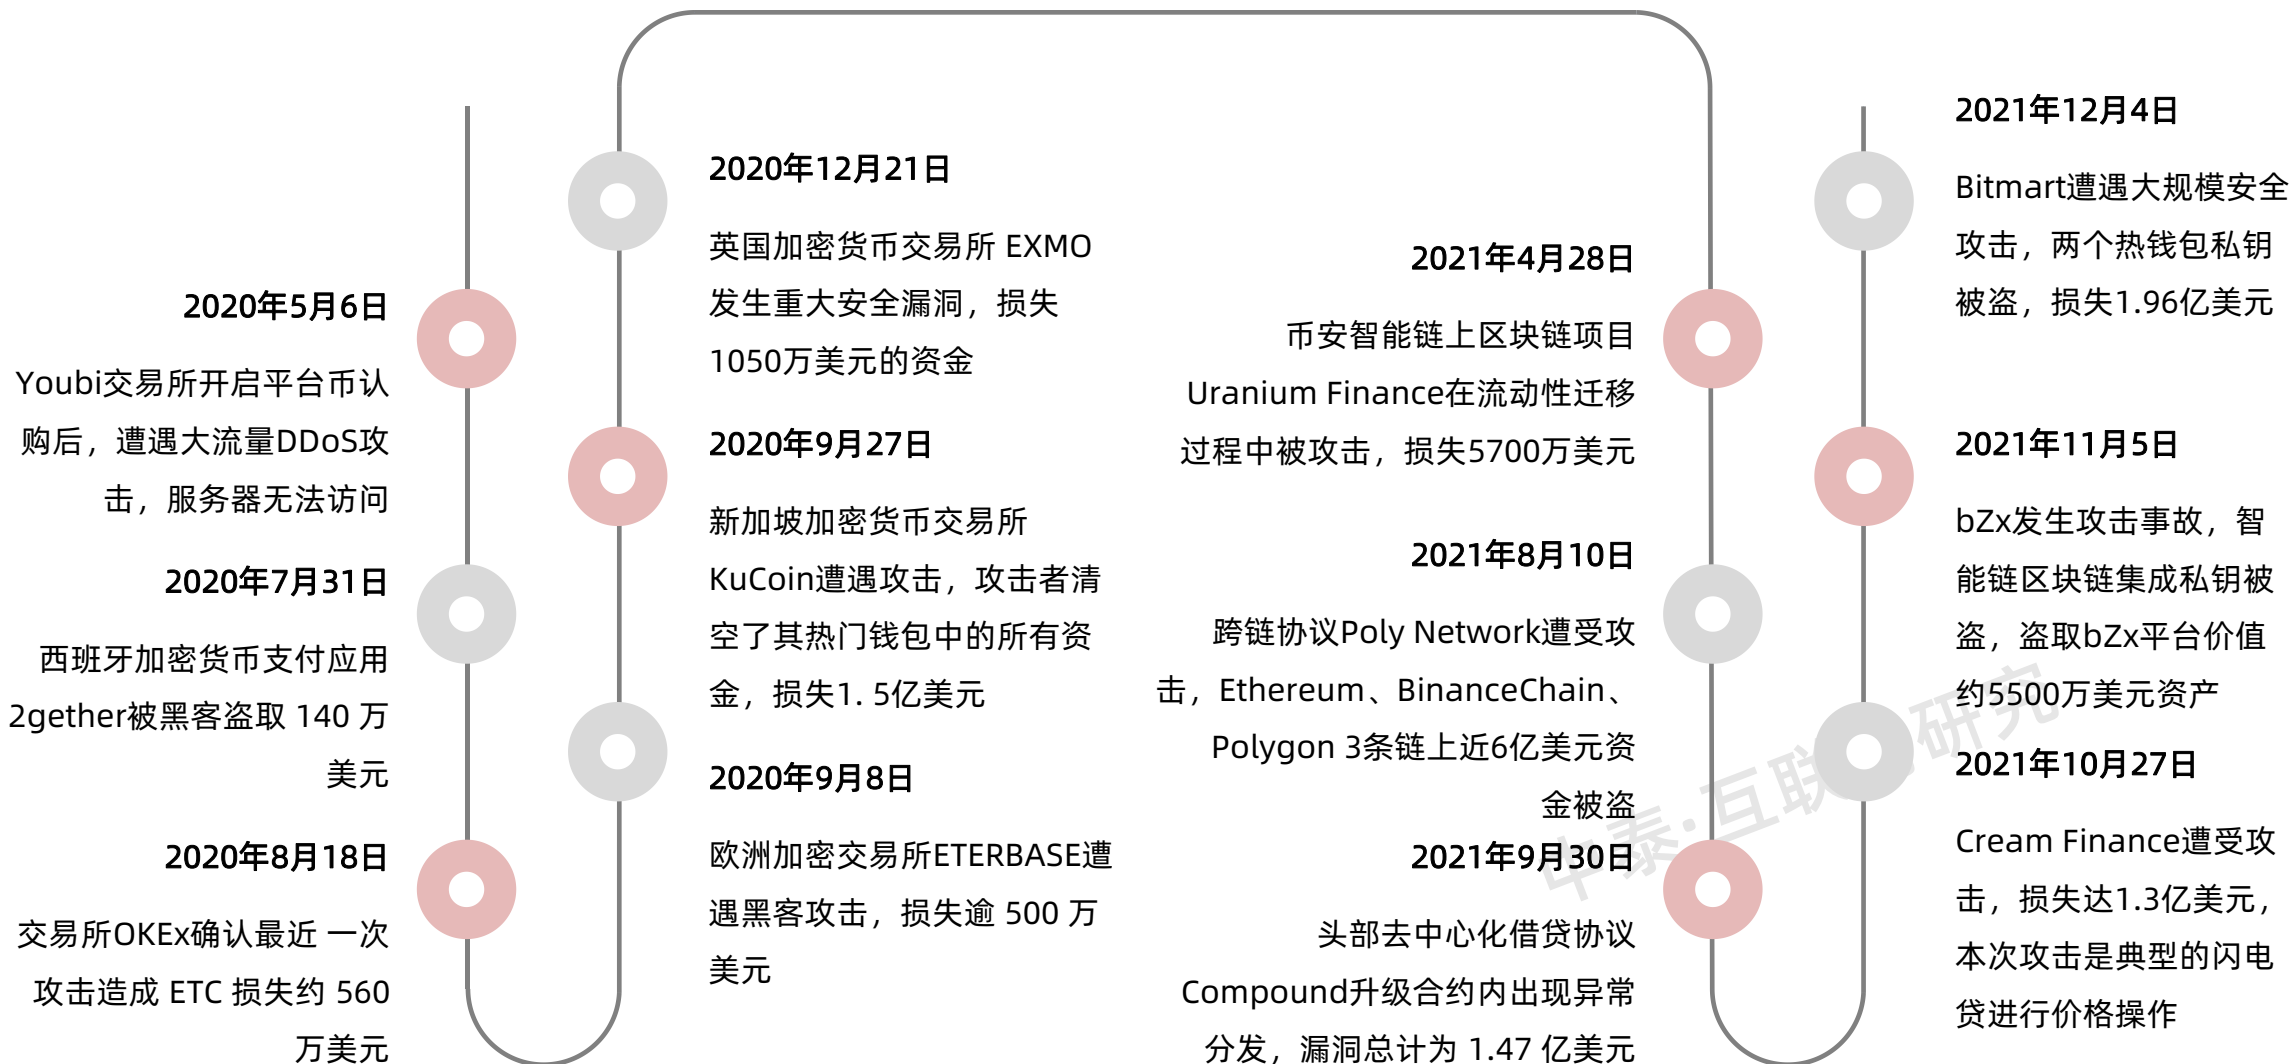 2020年5月6日
Youbi交易所开启平台币认
购后，遭遇大流量DDoS攻
击，服务器无法访问
2020年7月31日
西班牙加密货币支付应用
2gether被黑客盗取 140 万
美元
2020年8月18日
交易所OKEx确认最近 一次
攻击造成 ETC 损失约 560
万美元
2020年12月21日
英国加密货币交易所 EXMO
发生重大安全漏洞，损失
1050万美元的资金
2020年9月27日
新加坡加密货币交易所
KuCoin遭遇攻击，攻击者清
空了其热门钱包中的所有资
金，损失1. 5亿美元
2020年9月8日
欧洲加密交易所ETERBASE遭
遇黑客攻击，损失逾 500 万
美元
2021年4月28日
币安智能链上区块链项目
Uranium Finance在流动性迁移
过程中被攻击，损失5700万美元
2021年8月10日
跨链协议Poly Network遭受攻
击，Ethereum、BinanceChain、
Polygon 3条链上近6亿美元资
金被盗
2021年9月30日
头部去中心化借贷协议
Compound升级合约内出现异常
分发，漏洞总计为 1.47 亿美元
2021年12月4日
Bitmart遭遇大规模安全
攻击，两个热钱包私钥
被盗，损失1.96亿美元
2021年11月5日
bZx发生攻击事故，智
能链区块链集成私钥被
盗，盗取bZx平台价值
约5500万美元资产
2021年10月27日
Cream Finance遭受攻
击，损失达1.3亿美元，
本次攻击是典型的闪电
贷进行价格操作
中泰·互联 研究